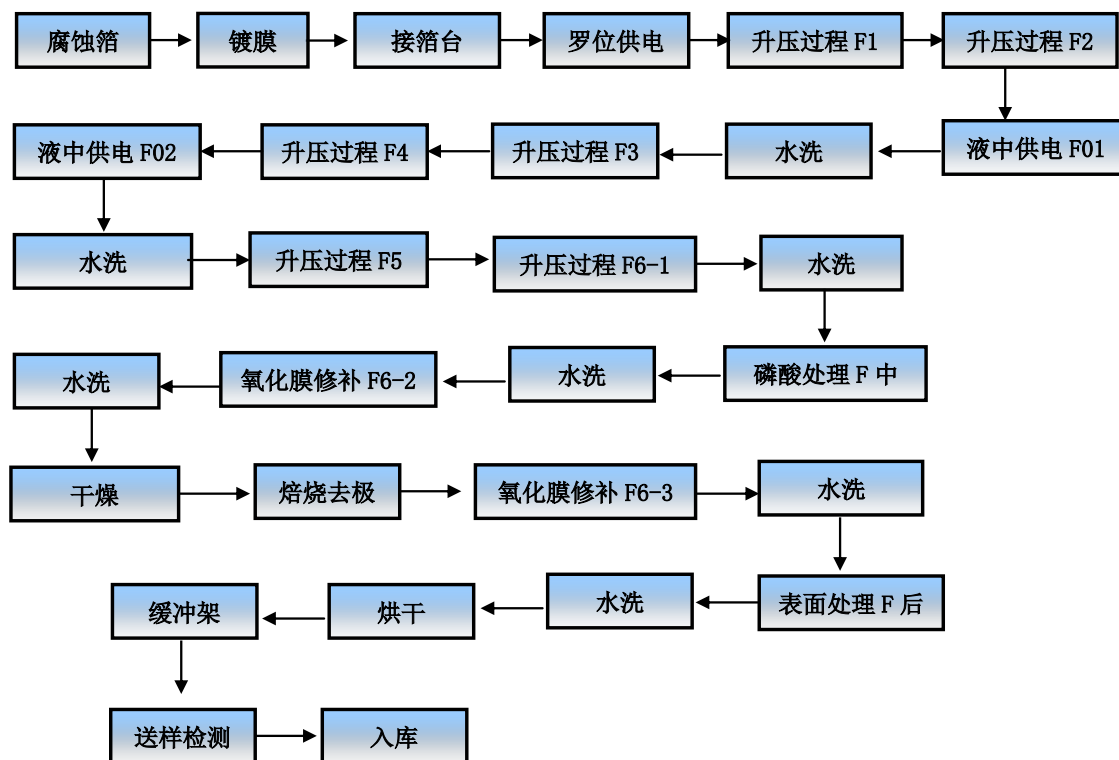 腐蚀箔
镀膜
接箔台
罗位供电
升压过程 F1
升压过程 F2
液中供电 F01
水洗
升压过程 F3
升压过程 F4
液中供电 F02
水洗
升压过程 F5
升压过程 F6-1
水洗
磷酸处理 F 中
水洗
氧化膜修补 F6-2
水洗
干燥
焙烧去极
氧化膜修补 F6-3
水洗
表面处理 F 后
水洗
烘干
缓冲架
送样检测
入库